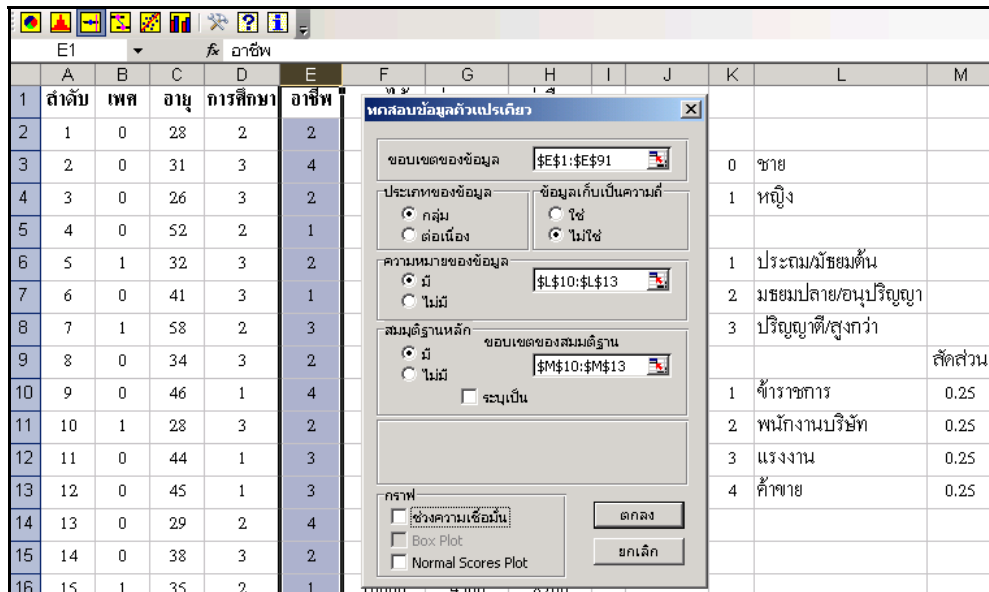 E1 fx อาชีพ
A B C D E F G H I J K L M
1 ลำดับ เพศ อายุ การศึกษา อาชีพ
2 1 0 28 2 2
3 2 0 31 3 4 0 ชาย
4 3 0 26 3 2 1 หญิง
5 4 0 52 2 1
6 5 1 32 3 2 1 ประถม/มัธยมต้น
7 6 0 41 3 1 2 มธยมปลาย/อนุปริญญา
8 7 1 58 2 3 3 ปริญญาตี/สูงกว่า
9 8 0 34 3 2 สัดส่วน
10 9 0 46 1 4 1 ข้าราชการ 0.25
11 10 1 28 3 2 2 พนักงานบริษัท 0.25
12 11 0 44 1 3 3 แรงงาน 0.25
13 12 0 45 1 3 4 ค้าขาย 0.25
14 13 0 29 2 4
15 14 0 38 3 2
16 15 1 35 2 1
ทดสอบข้อมูลตัวแปรเดียว
ขอบเขตของข้อมูล $E$1:$E$91
ประเภทของข้อมูล ข้อมูลเก็บเป็นความถี่
กลุ่ม ใช่
ต่อเนื่อง ไม่ใช่
ความหมายของข้อมูล
มี $L$10:$L$13
ไม่มี
สมมุติฐานหลัก ขอบเขตของสมมติฐาน
มี $M$10:$M$13
ไม่มี
ระบุเป็น
กราฟ
ช่วงความเชื่อมั่น ตกลง
Box Plot
Normal Scores Plot ยกเลิก